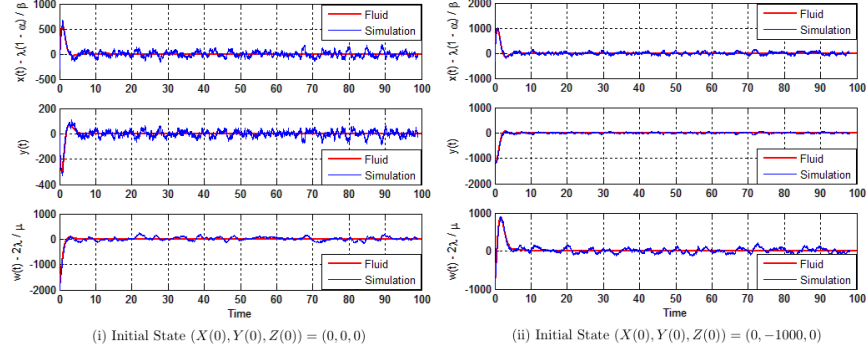 x(t) - λ(1 - α) / β
1000
500
0
-500
0 10 20 30 40 50 60 70 80 90 100
Fluid
Simulation
y(t)
200
0
-200
-400
0 10 20 30 40 50 60 70 80 90 100
Fluid
Simulation
w(t) - 2λ / μ
1000
0
-1000
-2000
0 10 20 30 40 50 60 70 80 90 100
Fluid
Simulation
Time
(i) Initial State (X(0), Y(0), Z(0)) = (0, 0, 0)
x(t) - λ(1 - α) / β
2000
1000
0
-1000
0 10 20 30 40 50 60 70 80 90 100
Fluid
Simulation
y(t)
1000
0
-1000
-2000
0 10 20 30 40 50 60 70 80 90 100
Fluid
Simulation
w(t) - 2λ / μ
1000
0
-1000
0 10 20 30 40 50 60 70 80 90 100
Fluid
Simulation
Time
(ii) Initial State (X(0), Y(0), Z(0)) = (0, −1000, 0)